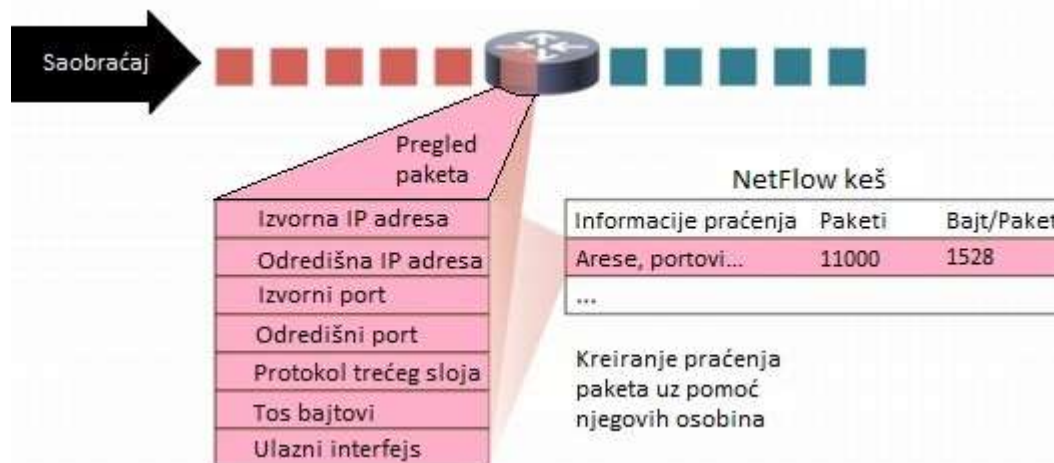 Saobraćaj
Pregled
paketa
Izvorna IP adresa
Odredišna IP adresa
Izvorni port
Odredišni port
Protokol trećeg sloja
Tos bajtovi
Ulazni interfejs
NetFlow keš
Informacije praćenja Paketi Bajt/Paket
Arese, portovi... 11000 1528
...
Kreiranje praćenja
paketa uz pomoć
njegovih osobina